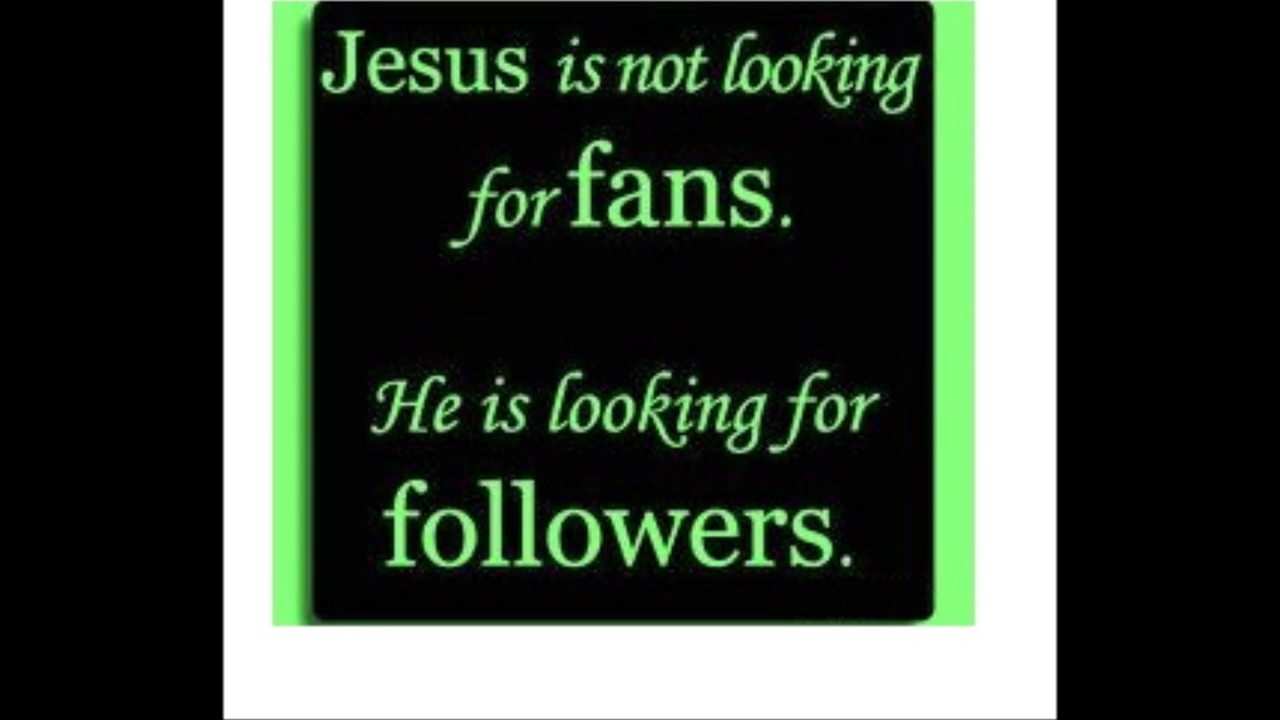 Jesus is not looking
for fans.
He is looking for
followers.